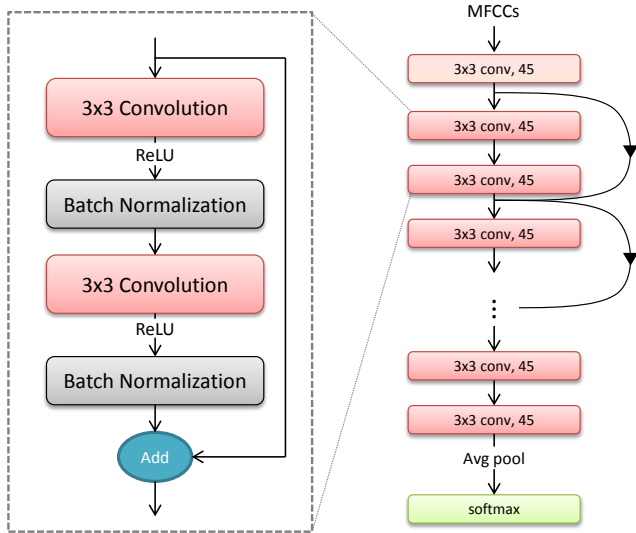 3x3 Convolution
ReLU
Batch Normalization
3x3 Convolution
ReLU
Batch Normalization
Add
MFCCs
3x3 conv, 45
3x3 conv, 45
3x3 conv, 45
3x3 conv, 45
⋮
3x3 conv, 45
3x3 conv, 45
Avg pool
softmax